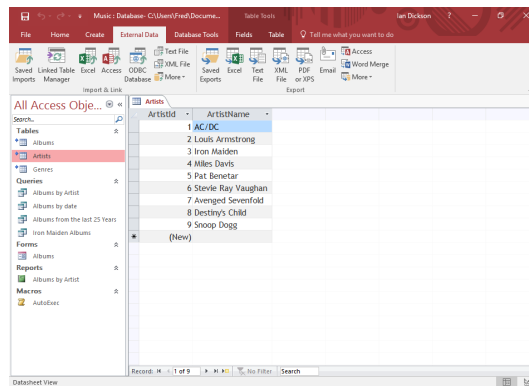 Music : Database- C:\Users\Fred\Docume... Table Tools Ian Dickson ?
File Home Create External Data Database Tools Fields Table Tell me what you want to do
Saved Imports
Linked Table Manager
Excel
Access
ODBC Database
Text File
XML File
More
Saved Exports
Excel
Text File
XML File
PDF or XPS
Email
Access
Word Merge
More
Import & Link
Export
All Access Obje...
Search..
Tables
Albums
Artists
Genres
Queries
Albums by Artist
Albums by date
Albums from the last 25 Years
Iron Maiden Albums
Forms
Albums
Reports
Albums by Artist
Macros
AutoExec
Artists
ArtistId ArtistName
1 AC/DC
2 Louis Armstrong
3 Iron Maiden
4 Miles Davis
5 Pat Benetar
6 Stevie Ray Vaughan
7 Avenged Sevenfold
8 Destiny's Child
9 Snoop Dogg
(New)
Record: 1 of 9 No Filter Search
Datasheet View